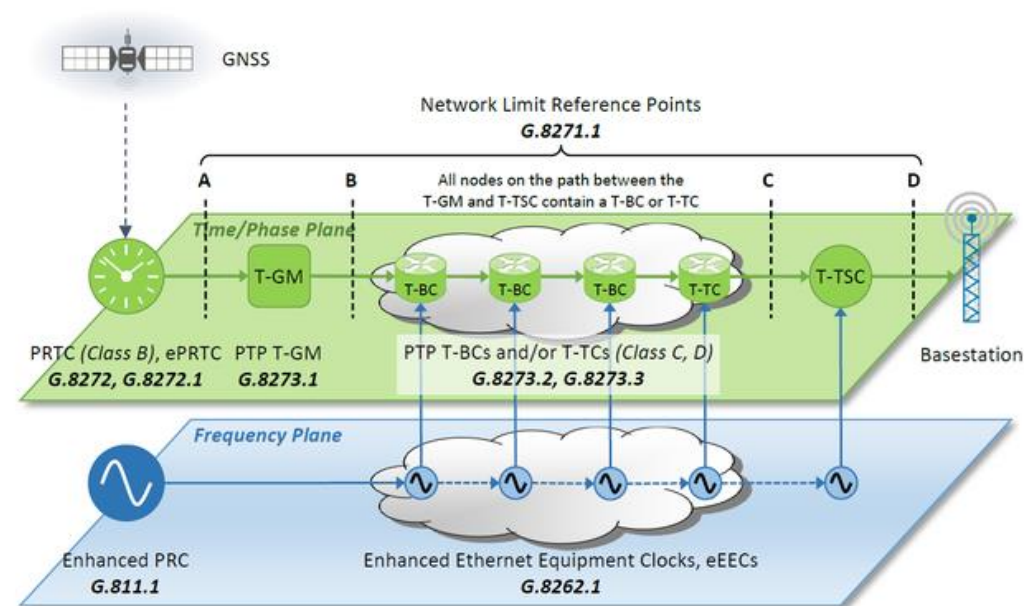 GNSS
Network Limit Reference Points
G.8271.1
A
B
All nodes on the path between the
T-GM and T-TSC contain a T-BC or T-TC
C
D
Time/Phase Plane
T-GM
T-BC
T-BC
T-BC
T-TC
T-TSC
PRTC (Class B), ePRTC
G.8272, G.8272.1
PTP T-GM
G.8273.1
PTP T-BCs and/or T-TCs (Class C, D)
G.8273.2, G.8273.3
Basestation
Frequency Plane
Enhanced PRC
G.811.1
Enhanced Ethernet Equipment Clocks, eEECs
G.8262.1